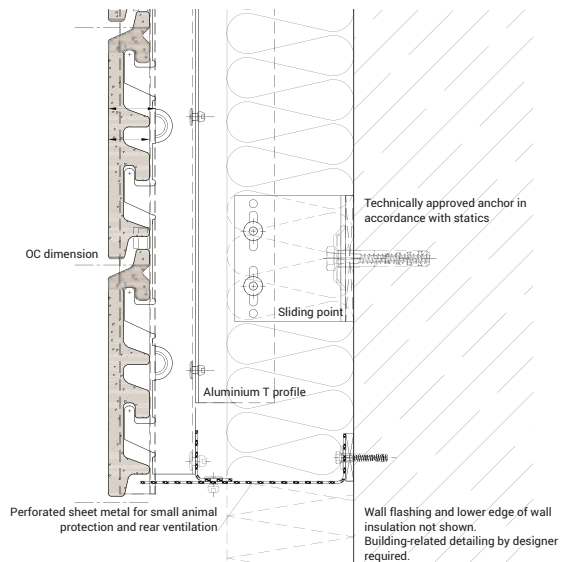 Technically approved anchor in
accordance with statics
OC dimension
Sliding point
Aluminium T profile
Perforated sheet metal for small animal
protection and rear ventilation
Wall flashing and lower edge of wall
insulation not shown.
Building-related detailing by designer
required.